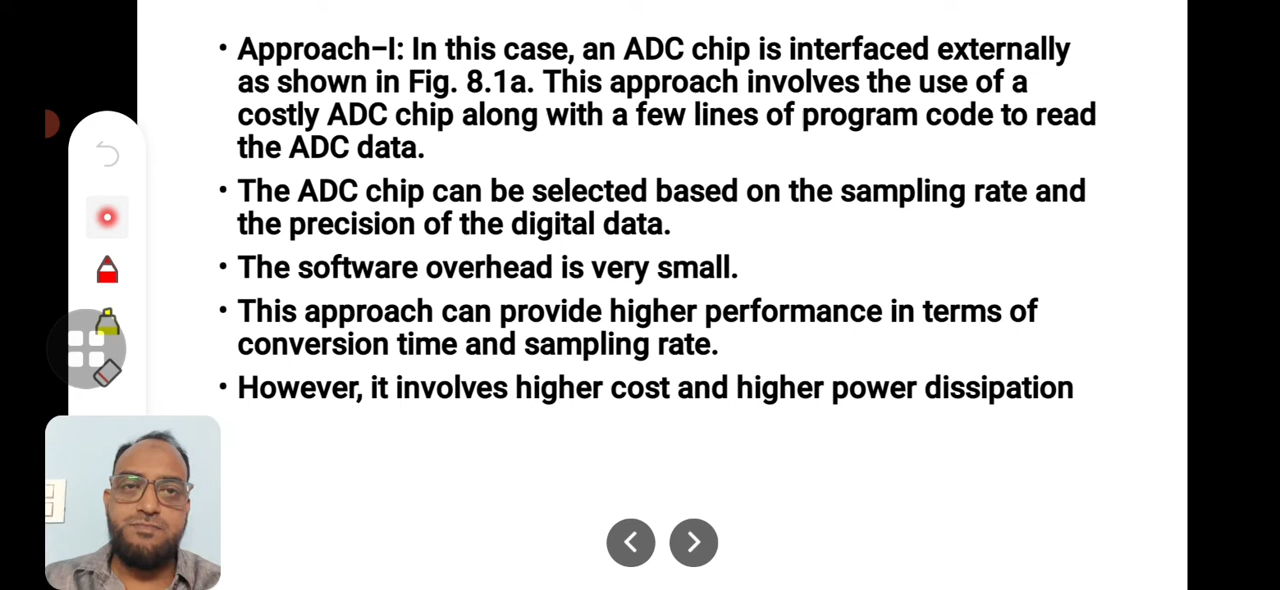 • Approach–I: In this case, an ADC chip is interfaced externally
as shown in Fig. 8.1a. This approach involves the use of a
costly ADC chip along with a few lines of program code to read
the ADC data.
• The ADC chip can be selected based on the sampling rate and
the precision of the digital data.
• The software overhead is very small.
• This approach can provide higher performance in terms of
conversion time and sampling rate.
• However, it involves higher cost and higher power dissipation